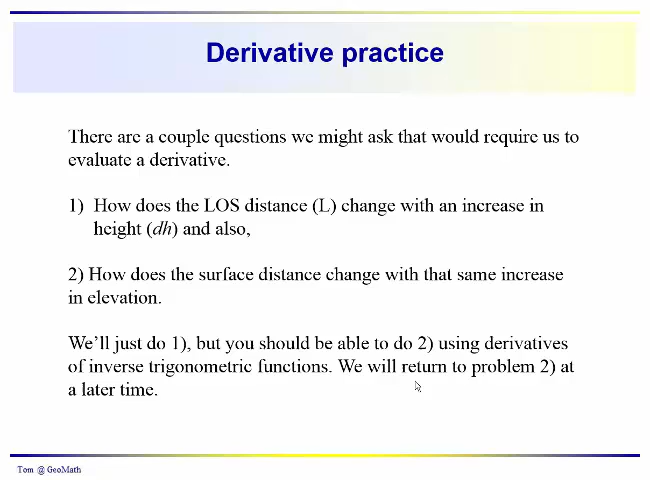 Derivative practice
There are a couple questions we might ask that would require us to
evaluate a derivative.
1) How does the LOS distance (L) change with an increase in
height (dh) and also,
2) How does the surface distance change with that same increase
in elevation.
We'll just do 1), but you should be able to do 2) using derivatives
of inverse trigonometric functions. We will return to problem 2) at
a later time.
Tom @ GeoMath